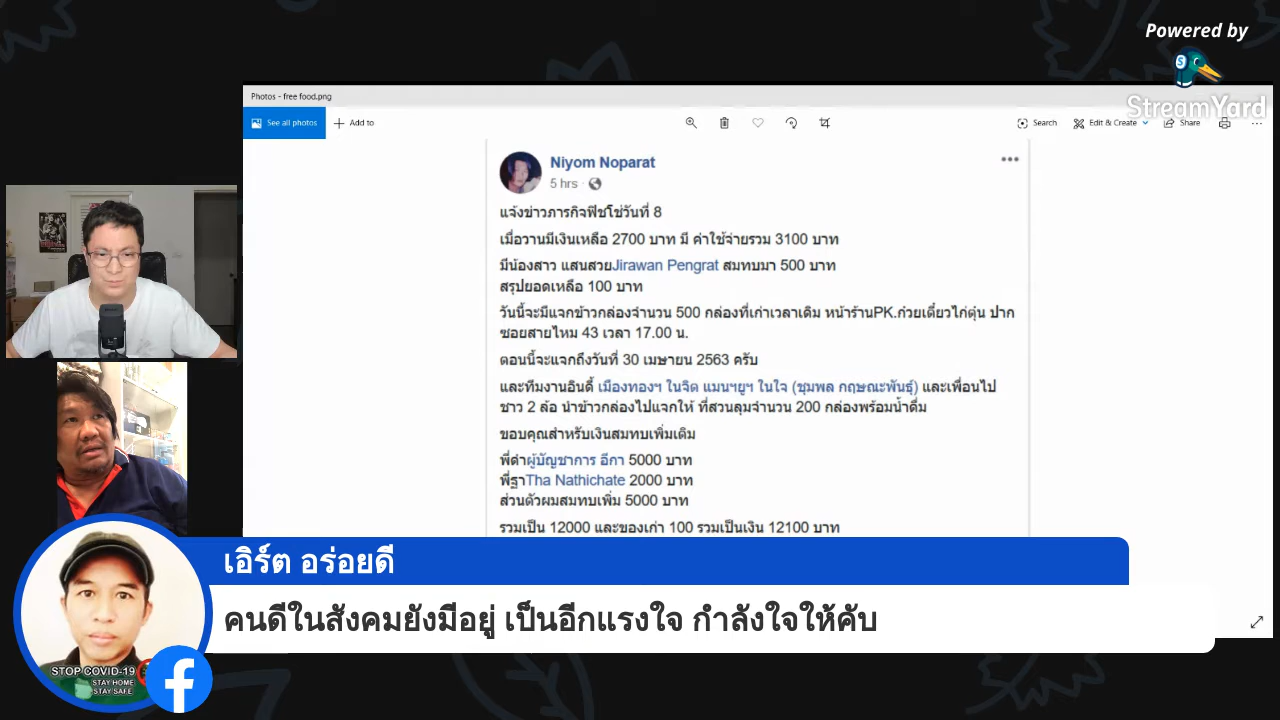 Powered by
StreamYard
Photos - free food.png
See all photos
Add to
Search
Edit & Create
Share
Niyom Noparat
5 hrs
แจ้งข่าวภารกิจฟิชโช่วันที่ 8
เมื่อวานมีเงินเหลือ 2700 บาท มี ค่าใช้จ่ายรวม 3100 บาท
มีน้องสาว แสนสวยJirawan Pengrat สมทบมา 500 บาท
สรุปยอดเหลือ 100 บาท
วันนี้จะมีแจกข้าวกล่องจำนวน 500 กล่องที่เก่าเวลาเดิม หน้าร้านPK.ก๋วยเตี๋ยวไก่ตุ๋น ปาก
ซอยสายไหม 43 เวลา 17.00 น.
ตอนนี้จะแจกถึงวันที่ 30 เมษายน 2563 ครับ
และทีมงานอินดี้ เมืองทองฯ ในจิต แมนฯยูฯ ในใจ (ชุมพล กฤษณะพันธุ์) และเพื่อนไป
ชาว 2 ล้อ นำข้าวกล่องไปแจกให้ ที่สวนลุมจำนวน 200 กล่องพร้อมน้ำดื่ม
ขอบคุณสำหรับเงินสมทบเพิ่มเติม
พี่ดำผู้บัญชาการ อีกา 5000 บาท
พี่ฐาTha Nathichate 2000 บาท
ส่วนตัวผมสมทบเพิ่ม 5000 บาท
รวมเป็น 12000 และของเก่า 100 รวมเป็นเงิน 12100 บาท
เอิร์ต อร่อยดี
คนดีในสังคมยังมีอยู่ เป็นอีกแรงใจ กำลังใจให้คับ
STOP COVID-19
STAY HOME
STAY SAFE